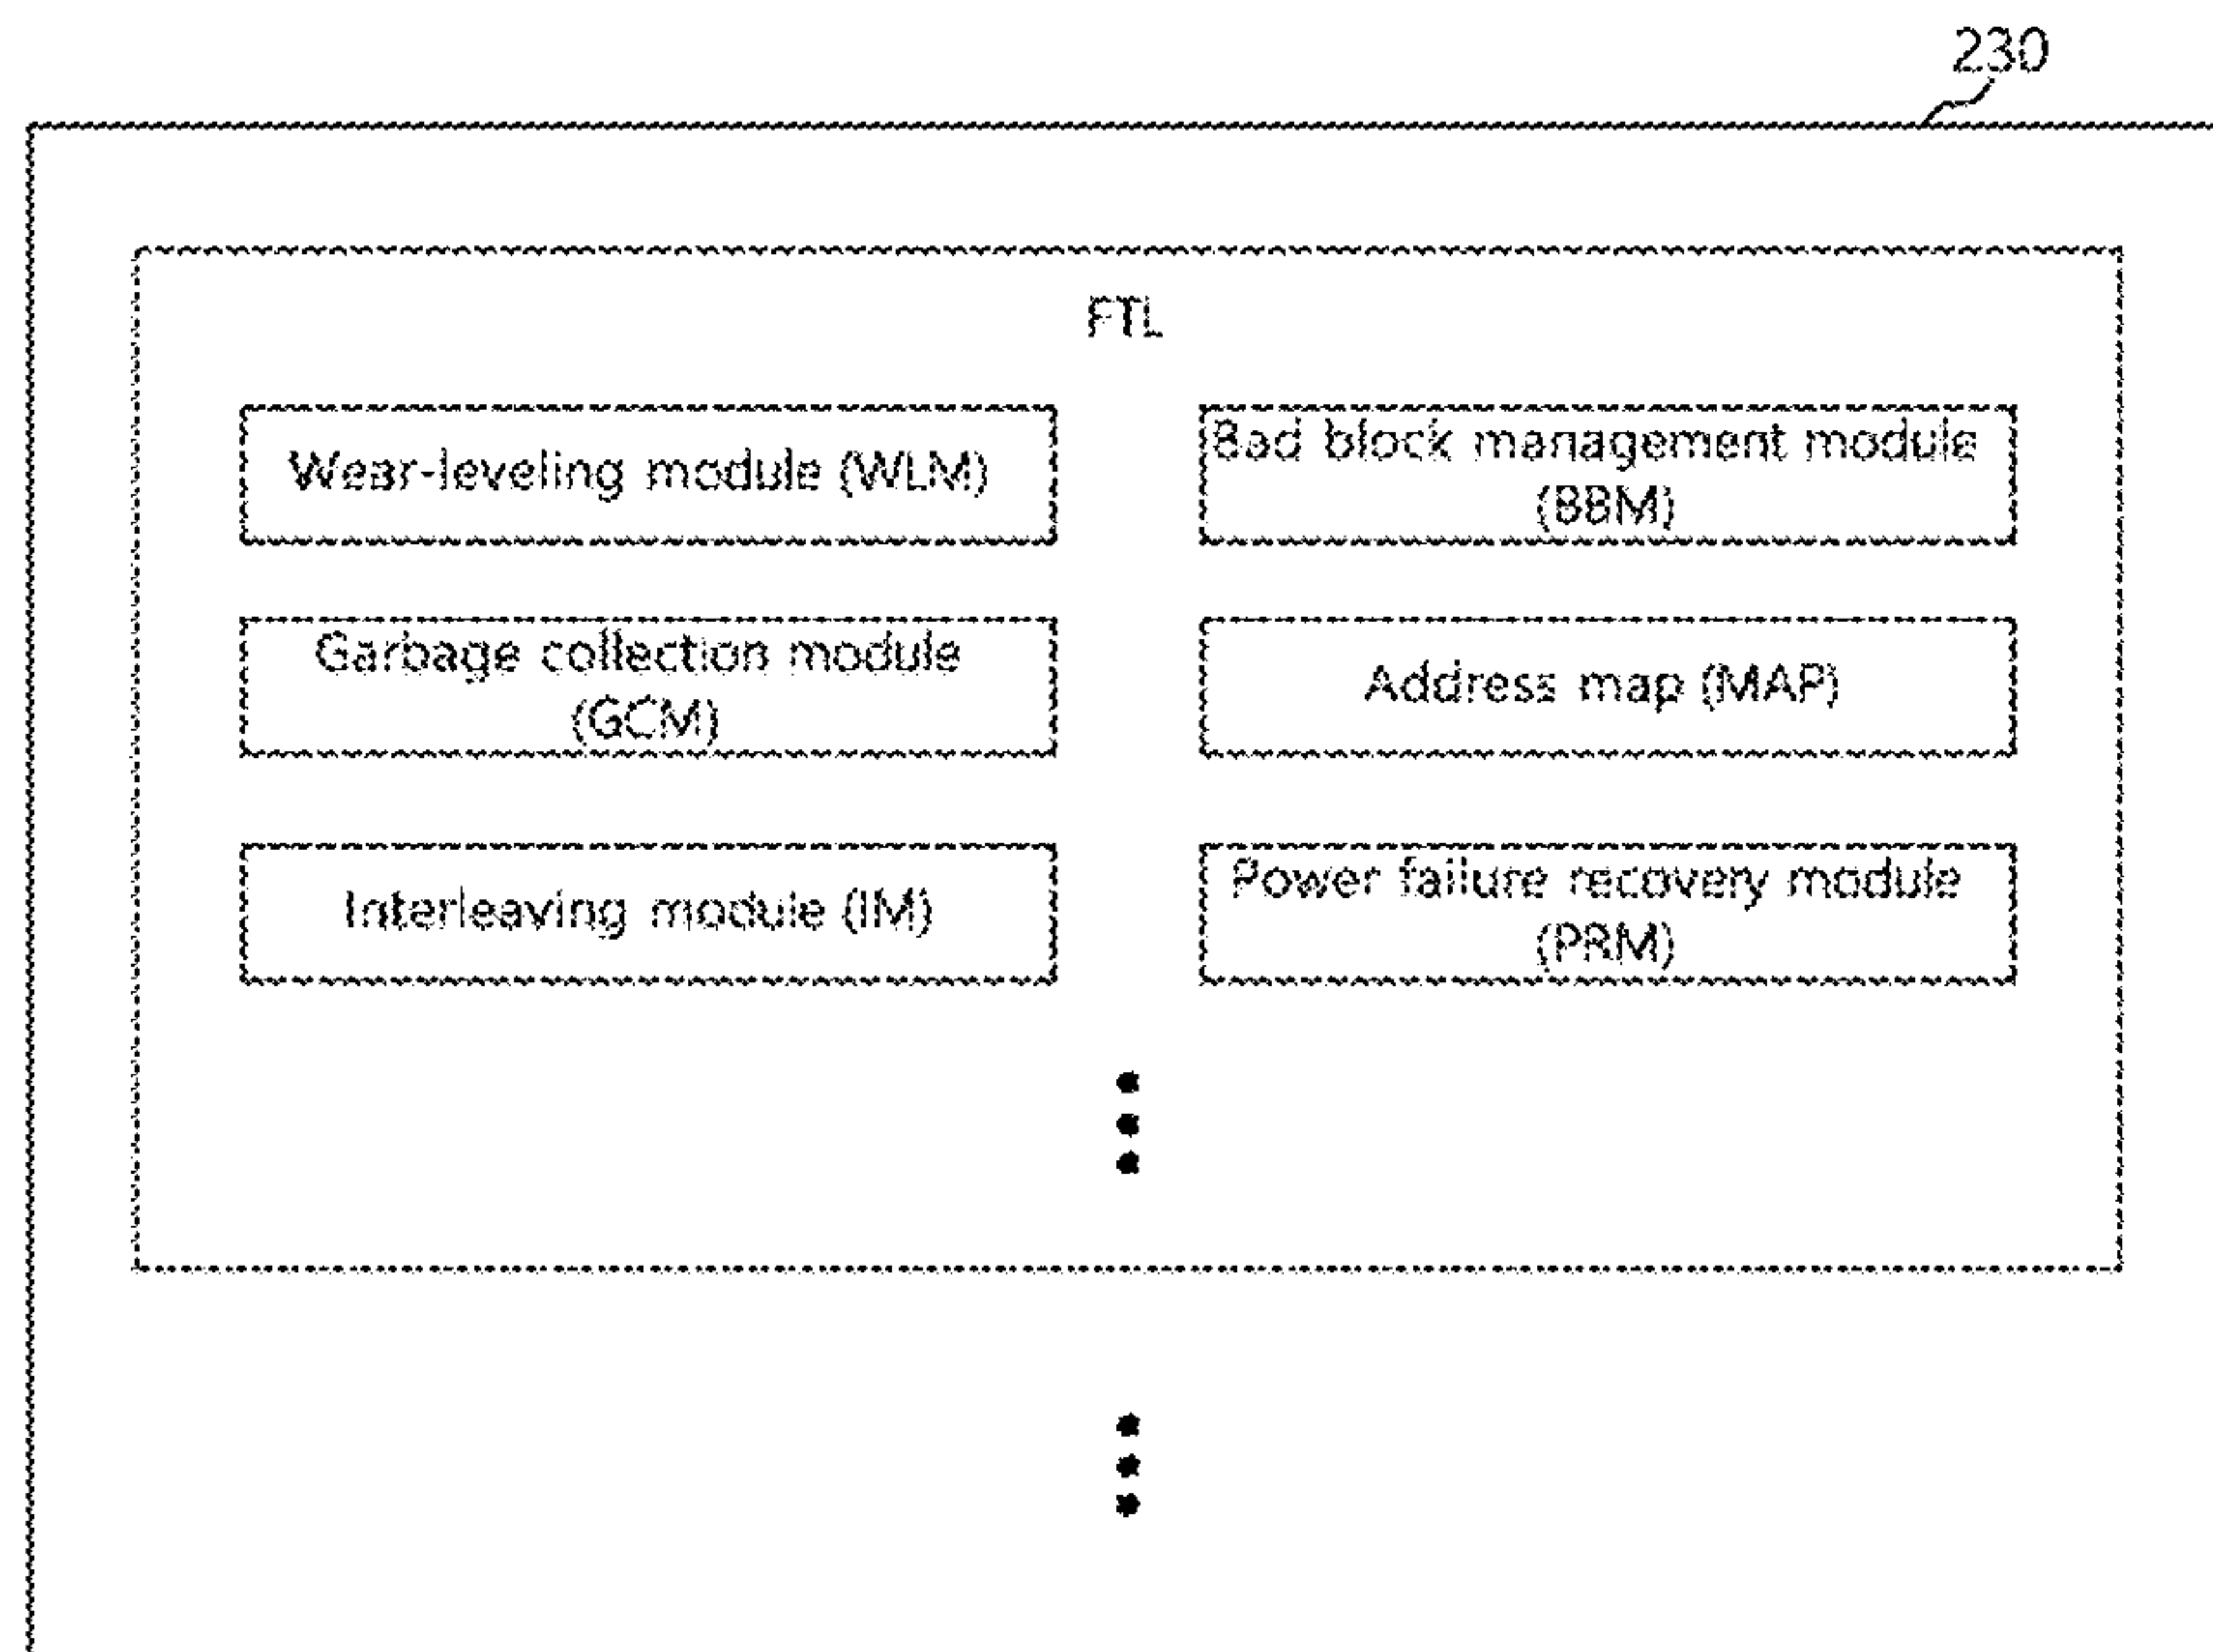 230
FTL
Wear-leveling module (WLM)
Bad block management module
(BBM)
Garbage collection module
(GCM)
Address map (MAP)
Interleaving module (IM)
Power failure recovery module
(PRM)